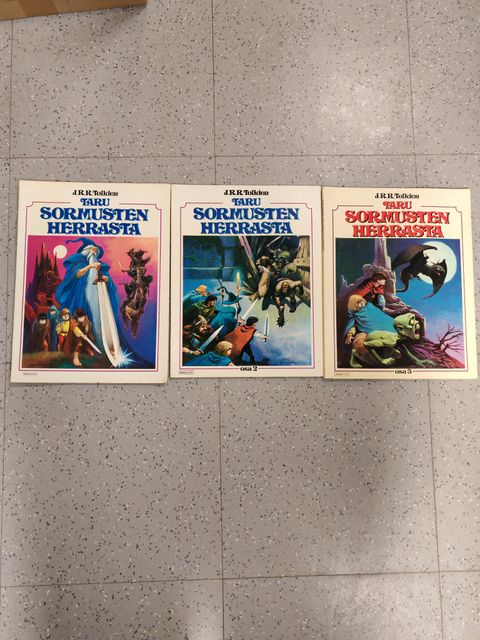 J.R.R. Tolkien
TARU
SORMUSTEN
HERRASTA
J.R.R. Tolkien
TARU
SORMUSTEN
HERRASTA
osa 2
J.R.R. Tolkien
TARU
SORMUSTEN
HERRASTA
osa 3